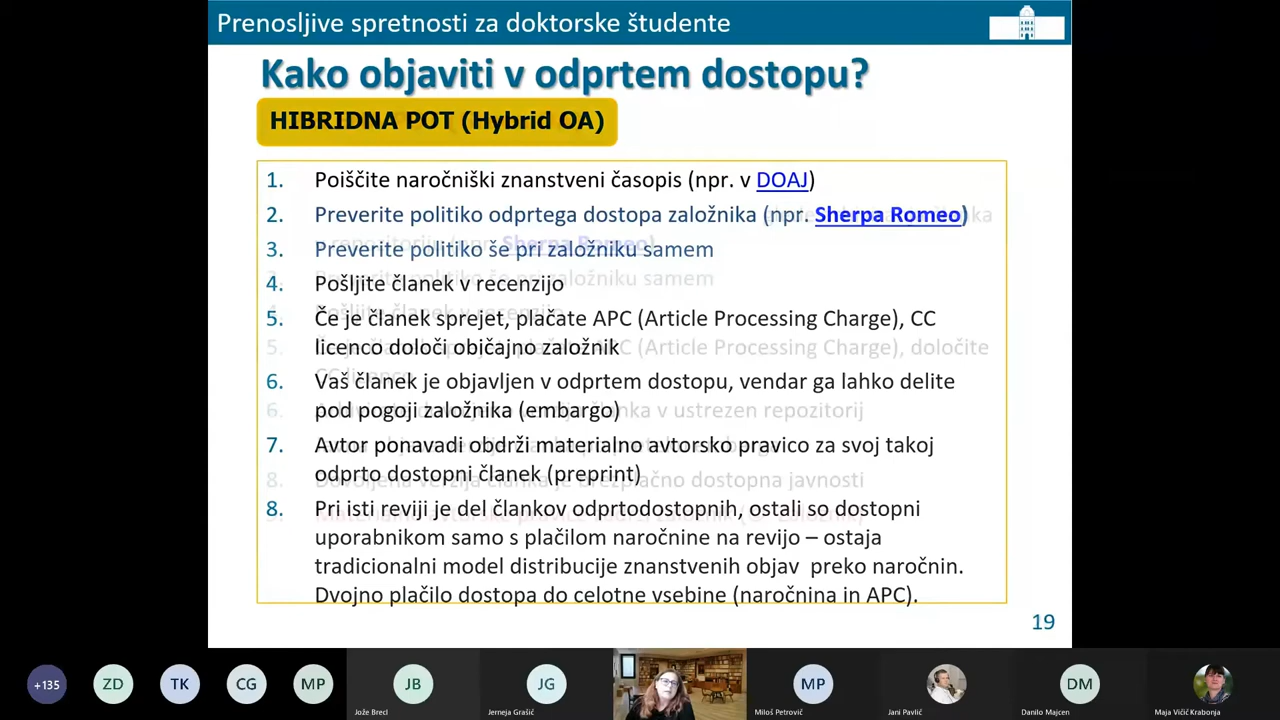 Prenosljive spretnosti za doktorske študente
Kako objaviti v odprtem dostopu?
HIBRIDNA POT (Hybrid OA)
1. Poiščite naročniški znanstveni časopis (npr. v DOAJ)
2. Preverite politiko odprtega dostopa založnika (npr. Sherpa Romeo)
3. Preverite politiko še pri založniku samem
4. Pošljite članek v recenzijo
5. Če je članek sprejet, plačate APC (Article Processing Charge), CC
licenco določi običajno založnik
6. Vaš članek je objavljen v odprtem dostopu, vendar ga lahko delite
pod pogoji založnika (embargo)
7. Avtor ponavadi obdrži materialno avtorsko pravico za svoj takoj
odprto dostopni članek (preprint)
8. Pri isti reviji je del člankov odprtodostopnih, ostali so dostopni
uporabnikom samo s plačilom naročnine na revijo – ostaja
tradicionalni model distribucije znanstvenih objav preko naročnin.
Dvojno plačilo dostopa do celotne vsebine (naročnina in APC).
19
+135
ZD
TK
CG
MP
JB
JG
MP
DM
Jože Brecl
Jerneja Grašič
Miloš Petrovič
Jani Pavlič
Danilo Majcen
Maja Vičič Krabonja